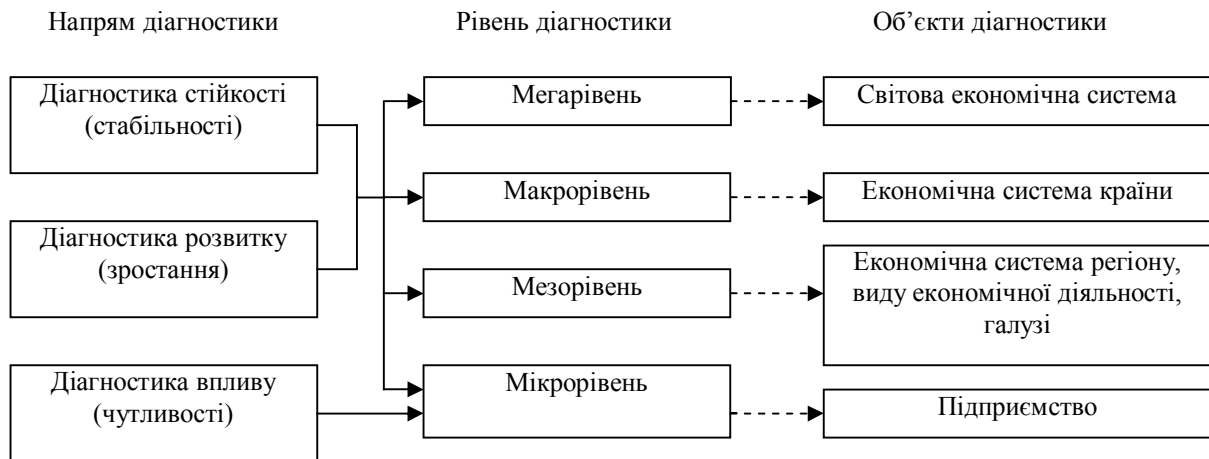 Напрям діагностики
Рівень діагностики
Об’єкти діагностики
Діагностика стійкості
(стабільності)
Мегарівень
Світова економічна система
Макрорівень
Економічна система країни
Діагностика розвитку
(зростання)
Мезорівень
Економічна система регіону,
виду економічної діяльності,
галузі
Діагностика впливу
(чутливості)
Мікрорівень
Підприємство